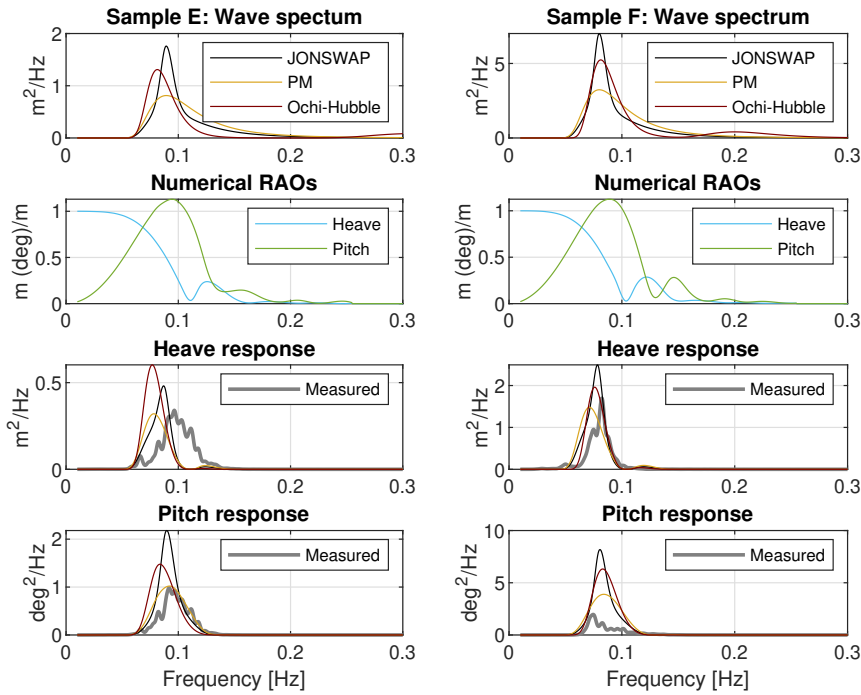 Sample E: Wave spectum
Sample F: Wave spectrum
m²/Hz
2
1
0
JONSWAP
PM
Ochi-Hubble
0
0.1
0.2
0.3
m²/Hz
5
0
JONSWAP
PM
Ochi-Hubble
0
0.1
0.2
0.3
Numerical RAOs
Numerical RAOs
m (deg)/m
1
0.5
0
Heave
Pitch
0
0.1
0.2
0.3
m (deg)/m
1
0.5
0
Heave
Pitch
0
0.1
0.2
0.3
Heave response
Heave response
m²/Hz
0.5
0
Measured
0
0.1
0.2
0.3
m²/Hz
2
1
0
Measured
0
0.1
0.2
0.3
Pitch response
Pitch response
deg²/Hz
2
1
0
Measured
0
0.1
0.2
0.3
Frequency [Hz]
deg²/Hz
10
5
0
Measured
0
0.1
0.2
0.3
Frequency [Hz]